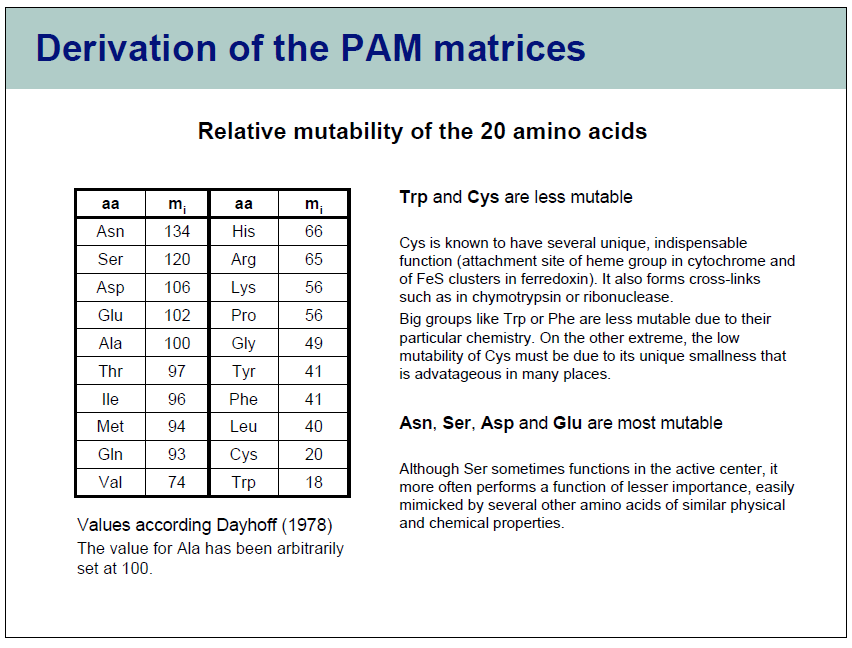 Derivation of the PAM matrices
Relative mutability of the 20 amino acids
aa mi aa mi
Asn 134 His 66
Ser 120 Arg 65
Asp 106 Lys 56
Glu 102 Pro 56
Ala 100 Gly 49
Thr 97 Tyr 41
Ile 96 Phe 41
Met 94 Leu 40
Gln 93 Cys 20
Val 74 Trp 18
Values according Dayhoff (1978)
The value for Ala has been arbitrarily
set at 100.
Trp and Cys are less mutable
Cys is known to have several unique, indispensable
function (attachment site of heme group in cytochrome and
of FeS clusters in ferredoxin). It also forms cross-links
such as in chymotrypsin or ribonuclease.
Big groups like Trp or Phe are less mutable due to their
particular chemistry. On the other extreme, the low
mutability of Cys must be due to its unique smallness that
is advatageous in many places.
Asn, Ser, Asp and Glu are most mutable
Although Ser sometimes functions in the active center, it
more often performs a function of lesser importance, easily
mimicked by several other amino acids of similar physical
and chemical properties.